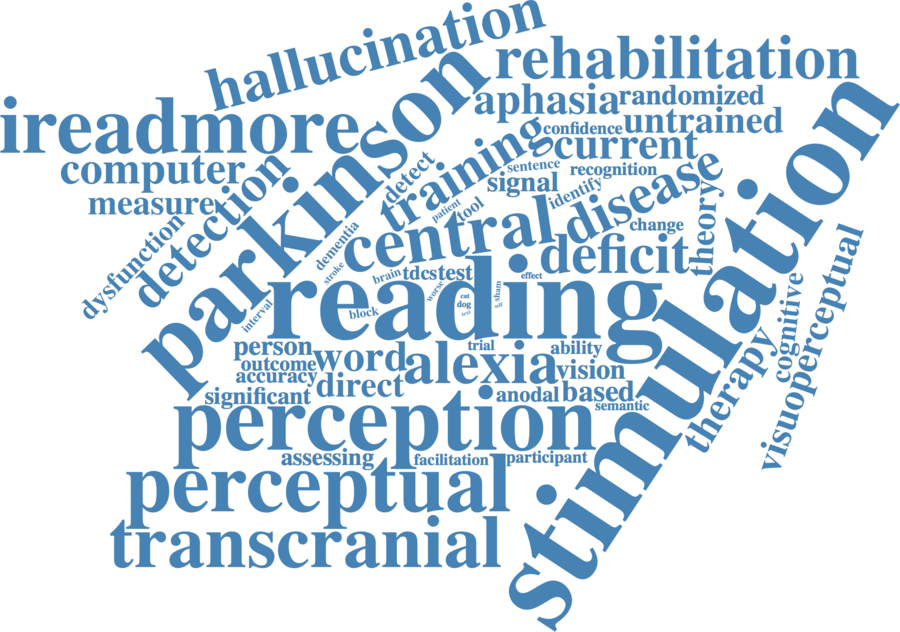 hallucination
rehabilitation
parkinson
aphasia
randomized
ireadmore
training
confidence
untrained
current
computer
detect
sentence
recognition
stimulation
detection
signal
identify
disease
measure
patient
tool
central
change
theory
dysfunction
dementia
deficit
stroke
brain
tdcs
test
effect
visuoperceptual
reading
worse
cat
dog
text
sham
cognitive
interval
block
person
word
trial
ability
outcome
alexia
vision
accuracy
direct
therapy
significant
anodal
based
perception
semantic
assessing
facilitation
participant
perceptual
transcranial